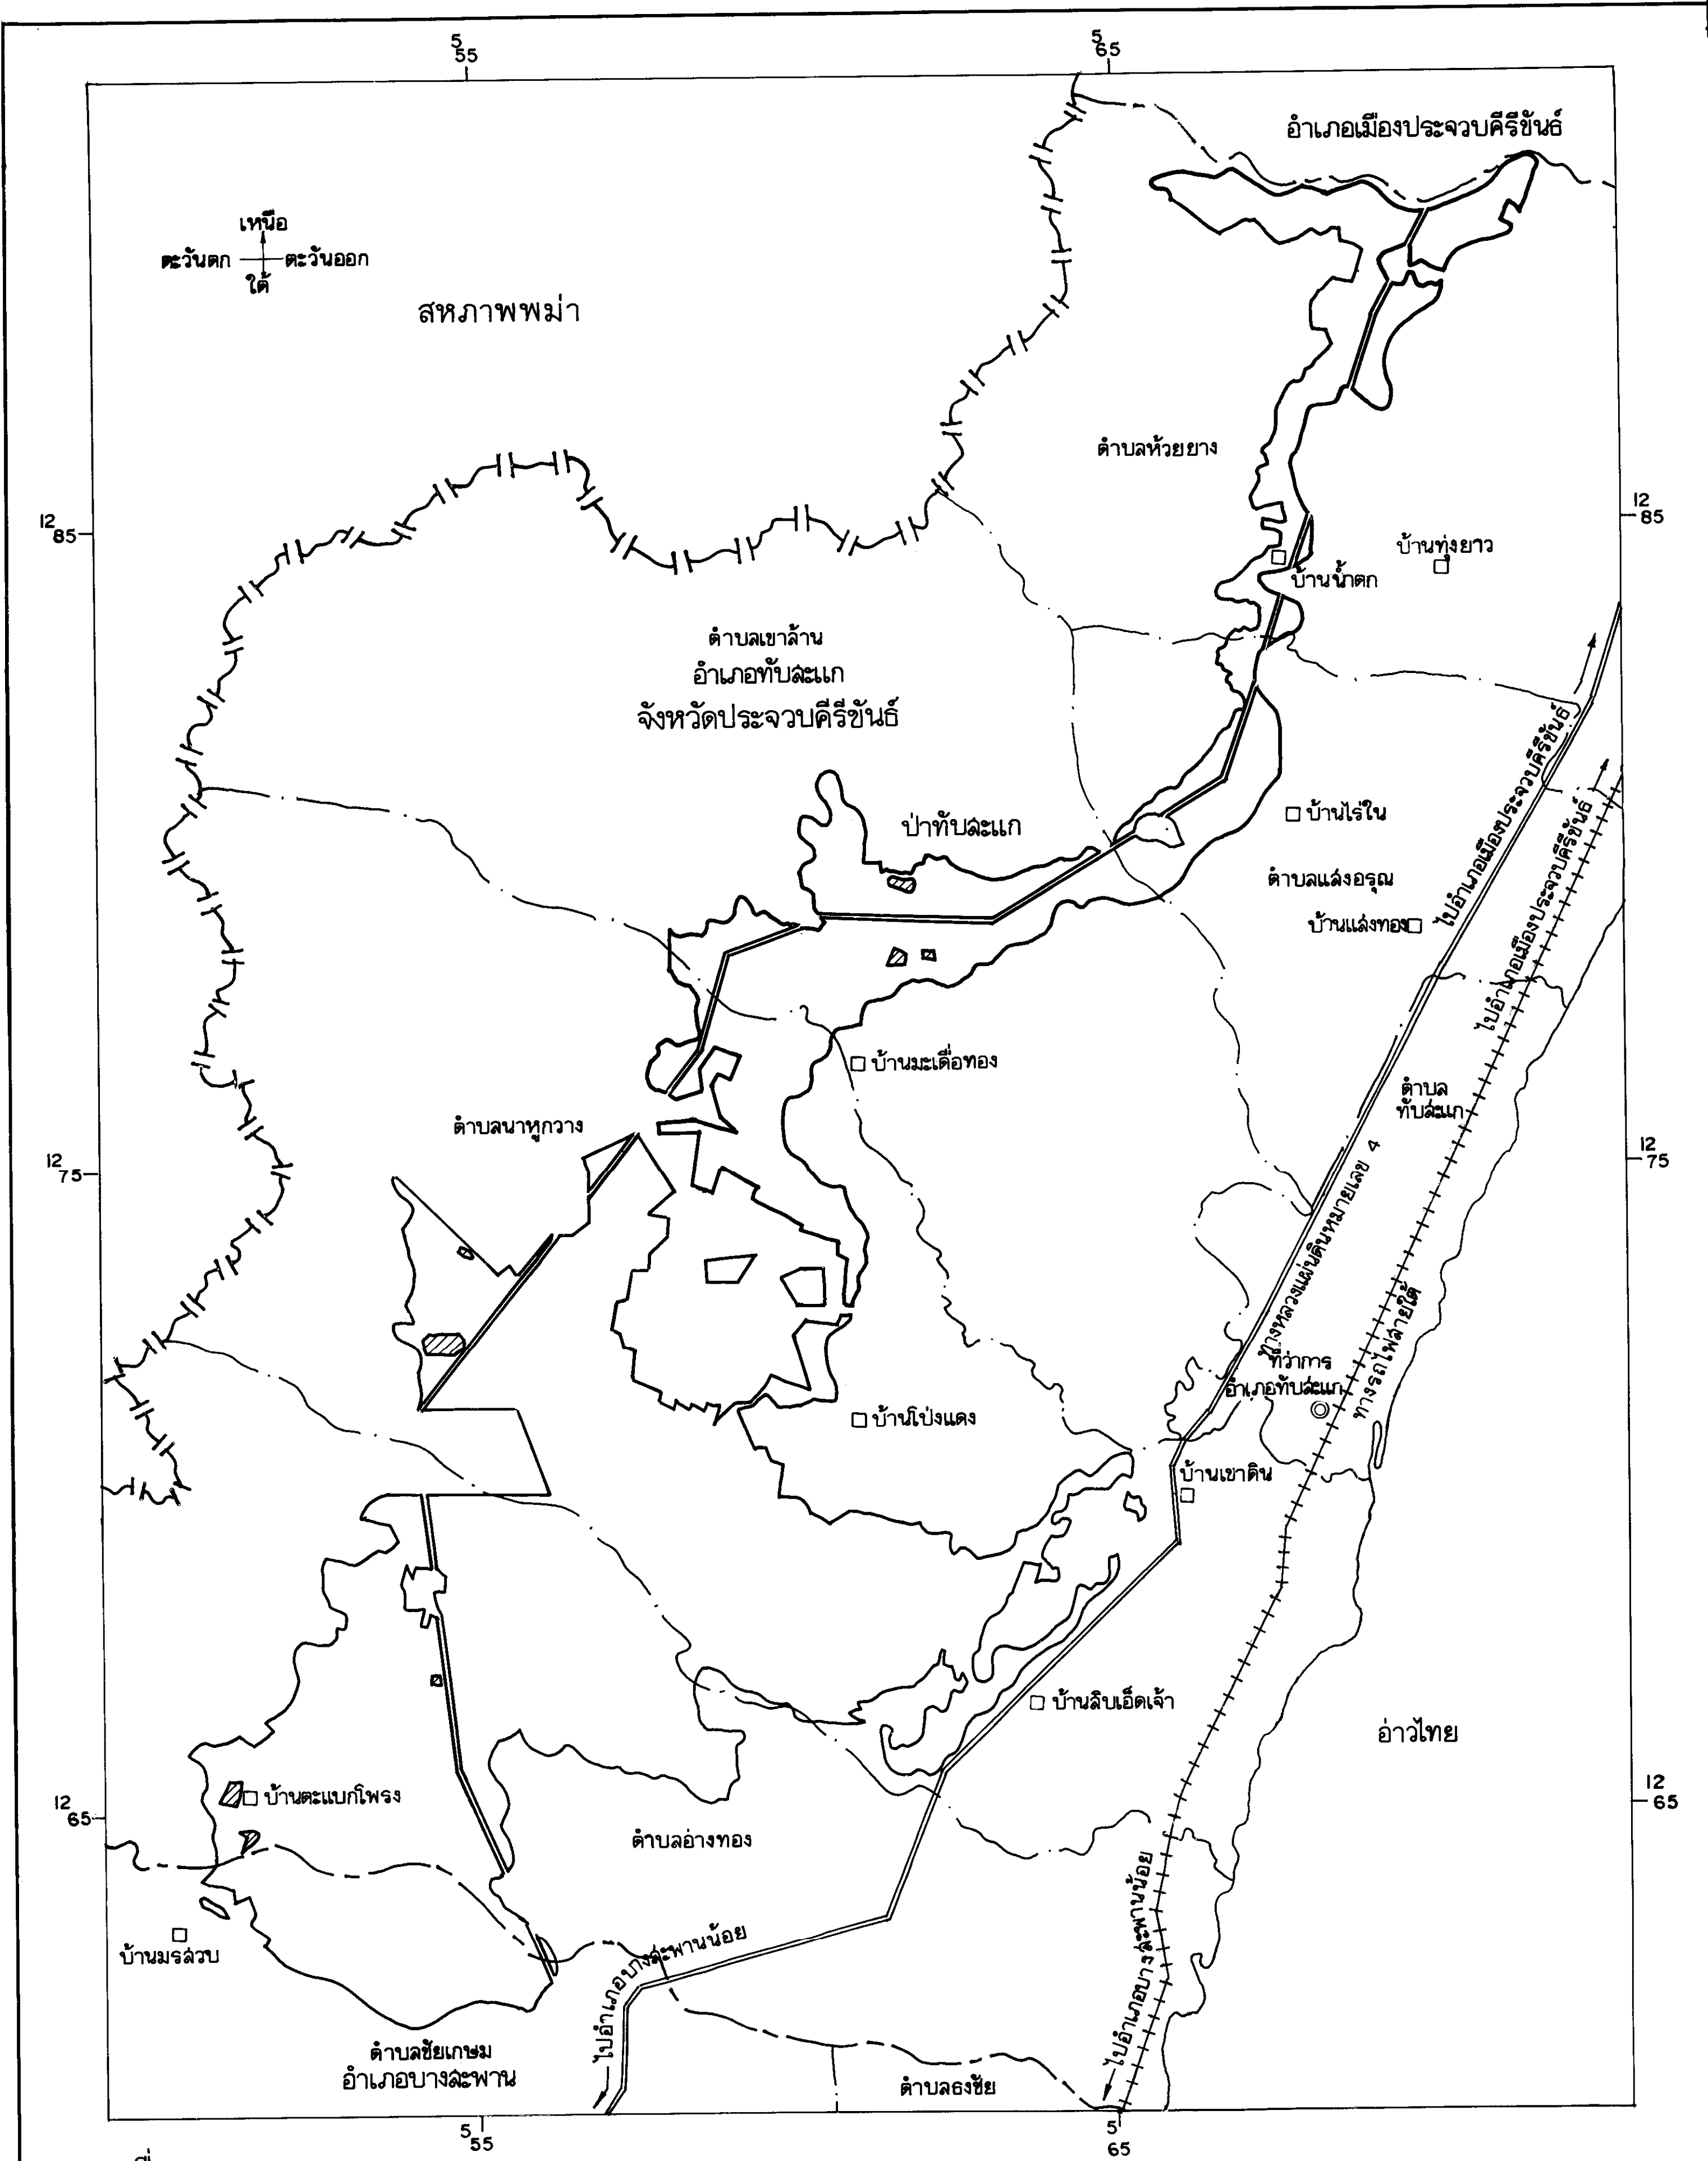 5 55
5 65
อำเภอเมืองประจวบคีรีขันธ์
เหนือ
ตะวันตก ตะวันออก
ใต้
สหภาพพม่า
ตำบลห้วยยาง
12 85
12 85
บ้านทุ่งยาว
บ้านน้ำตก
ตำบลเขาล้าน
อำเภอทับสะแก
จังหวัดประจวบคีรีขันธ์
ไปอำเภอเมืองประจวบคีรีขันธ์
ไปอำเภอเมืองประจวบคีรีขันธ์
ป่าทับสะแก
บ้านไร่ใน
ตำบลแสงอรุณ
บ้านแสงทอง
บ้านมะเดื่อทอง
ตำบล
ทับสะแก
ตำบลนาหูกวาง
12 75
12 75
ทางหลวงแผ่นดินหมายเลข 4
ทางรถไฟสายใต้
ที่ว่าการ
อำเภอทับสะแก
บ้านโป่งแดง
บ้านเขาดิน
บ้านสิบเอ็ดเจ้า
อ่าวไทย
บ้านตะแบกโพรง
12 65
12 65
ตำบลอ่างทอง
บ้านมรสวบ
ไปอำเภอบางสะพานน้อย
ไปอำเภอบางสะพานน้อย
ตำบลชัยเกษม
อำเภอบางสะพาน
ตำบลธงชัย
5 55
5 65